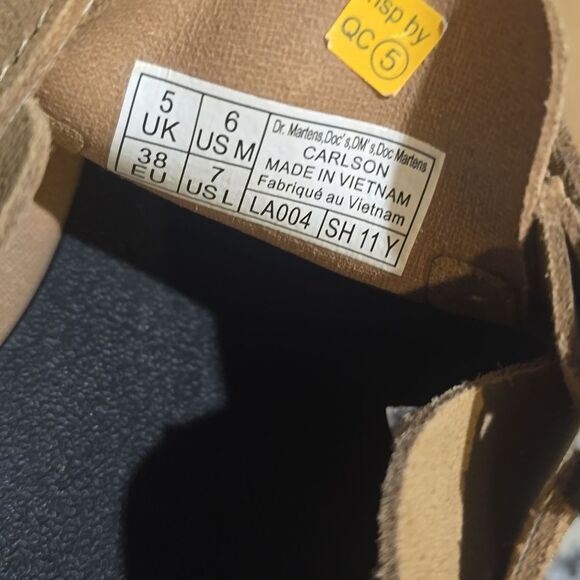 nsp by
QC 5
5
UK
6
US M
38
EU
7
US L
Dr. Martens,Doc's,DM's,Doc Martens
CARLSON
MADE IN VIETNAM
Fabriqué au Vietnam
LA004
SH 11 Y